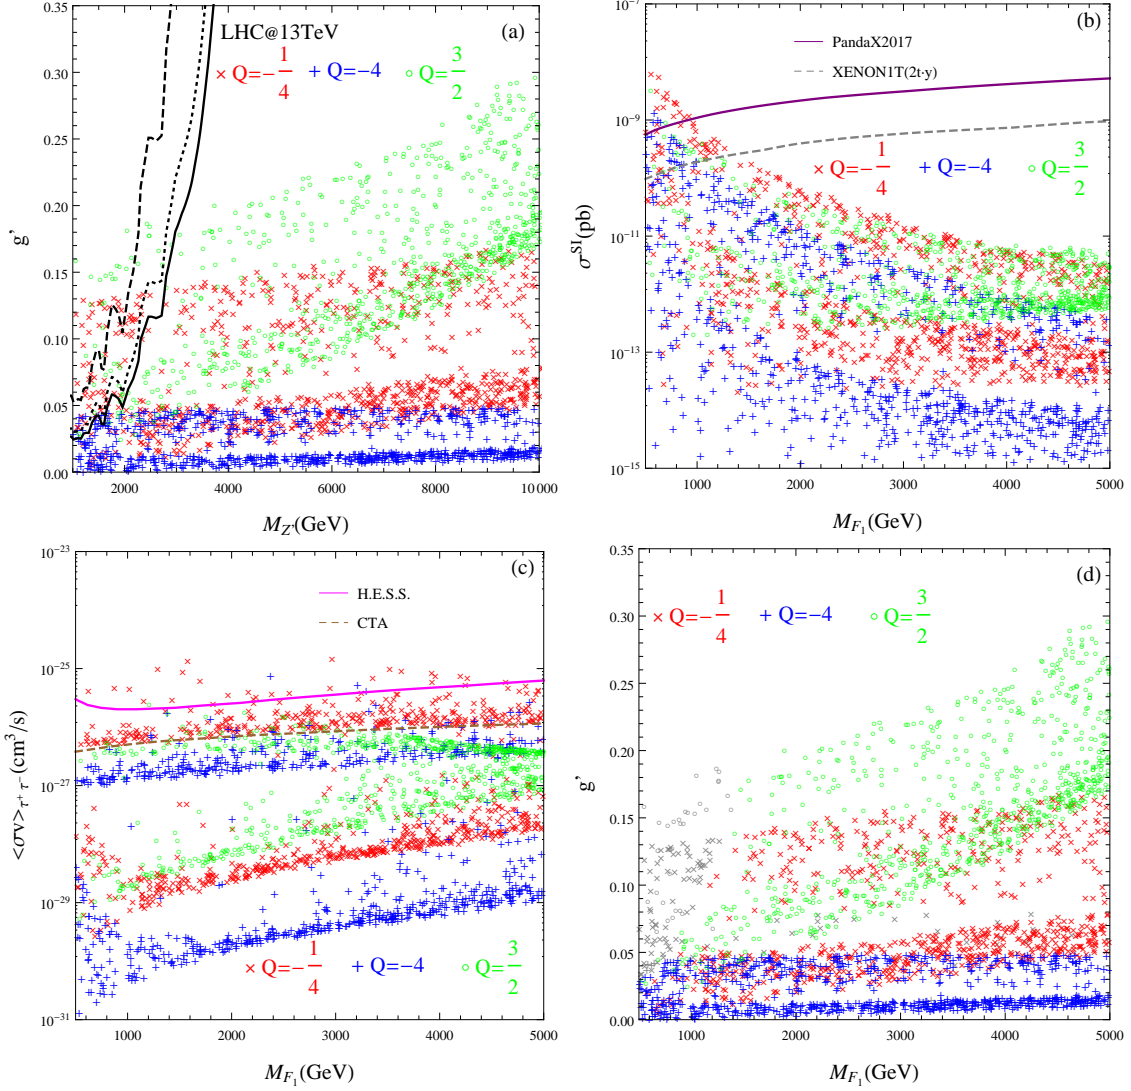 LHC@13TeV
(a)
× Q=-1/4 + Q=-4 ○ Q=3/2
0.35
0.30
0.25
0.20
0.15
0.10
0.05
0.00
g'
2000 4000 6000 8000 10000
M_Z'(GeV)
(b)
PandaX2017
XENON1T(2t·y)
× Q=-1/4 + Q=-4 ○ Q=3/2
10^-7
10^-9
10^-11
10^-13
10^-15
σ^SI(pb)
1000 2000 3000 4000 5000
M_F1(GeV)
(c)
H.E.S.S.
CTA
10^-23
10^-25
10^-27
10^-29
10^-31
<σv>τ+ τ- (cm^3/s)
× Q=-1/4 + Q=-4 ○ Q=3/2
1000 2000 3000 4000 5000
M_F1(GeV)
(d)
× Q=-1/4 + Q=-4 ○ Q=3/2
0.35
0.30
0.25
0.20
0.15
0.10
0.05
0.00
g'
1000 2000 3000 4000 5000
M_F1(GeV)